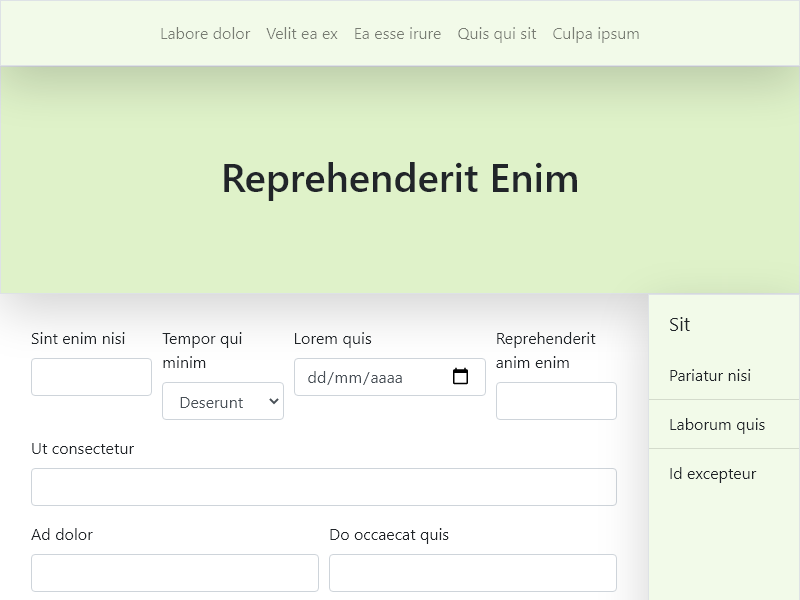 Labore dolor Velit ea ex Ea esse irure Quis qui sit Culpa ipsum
Reprehenderit Enim
Sint enim nisi
Tempor qui
minim
Deserunt
Lorem quis
dd/mm/aaaa
Reprehenderit
anim enim
Ut consectetur
Ad dolor
Do occaecat quis
Sit
Pariatur nisi
Laborum quis
Id excepteur